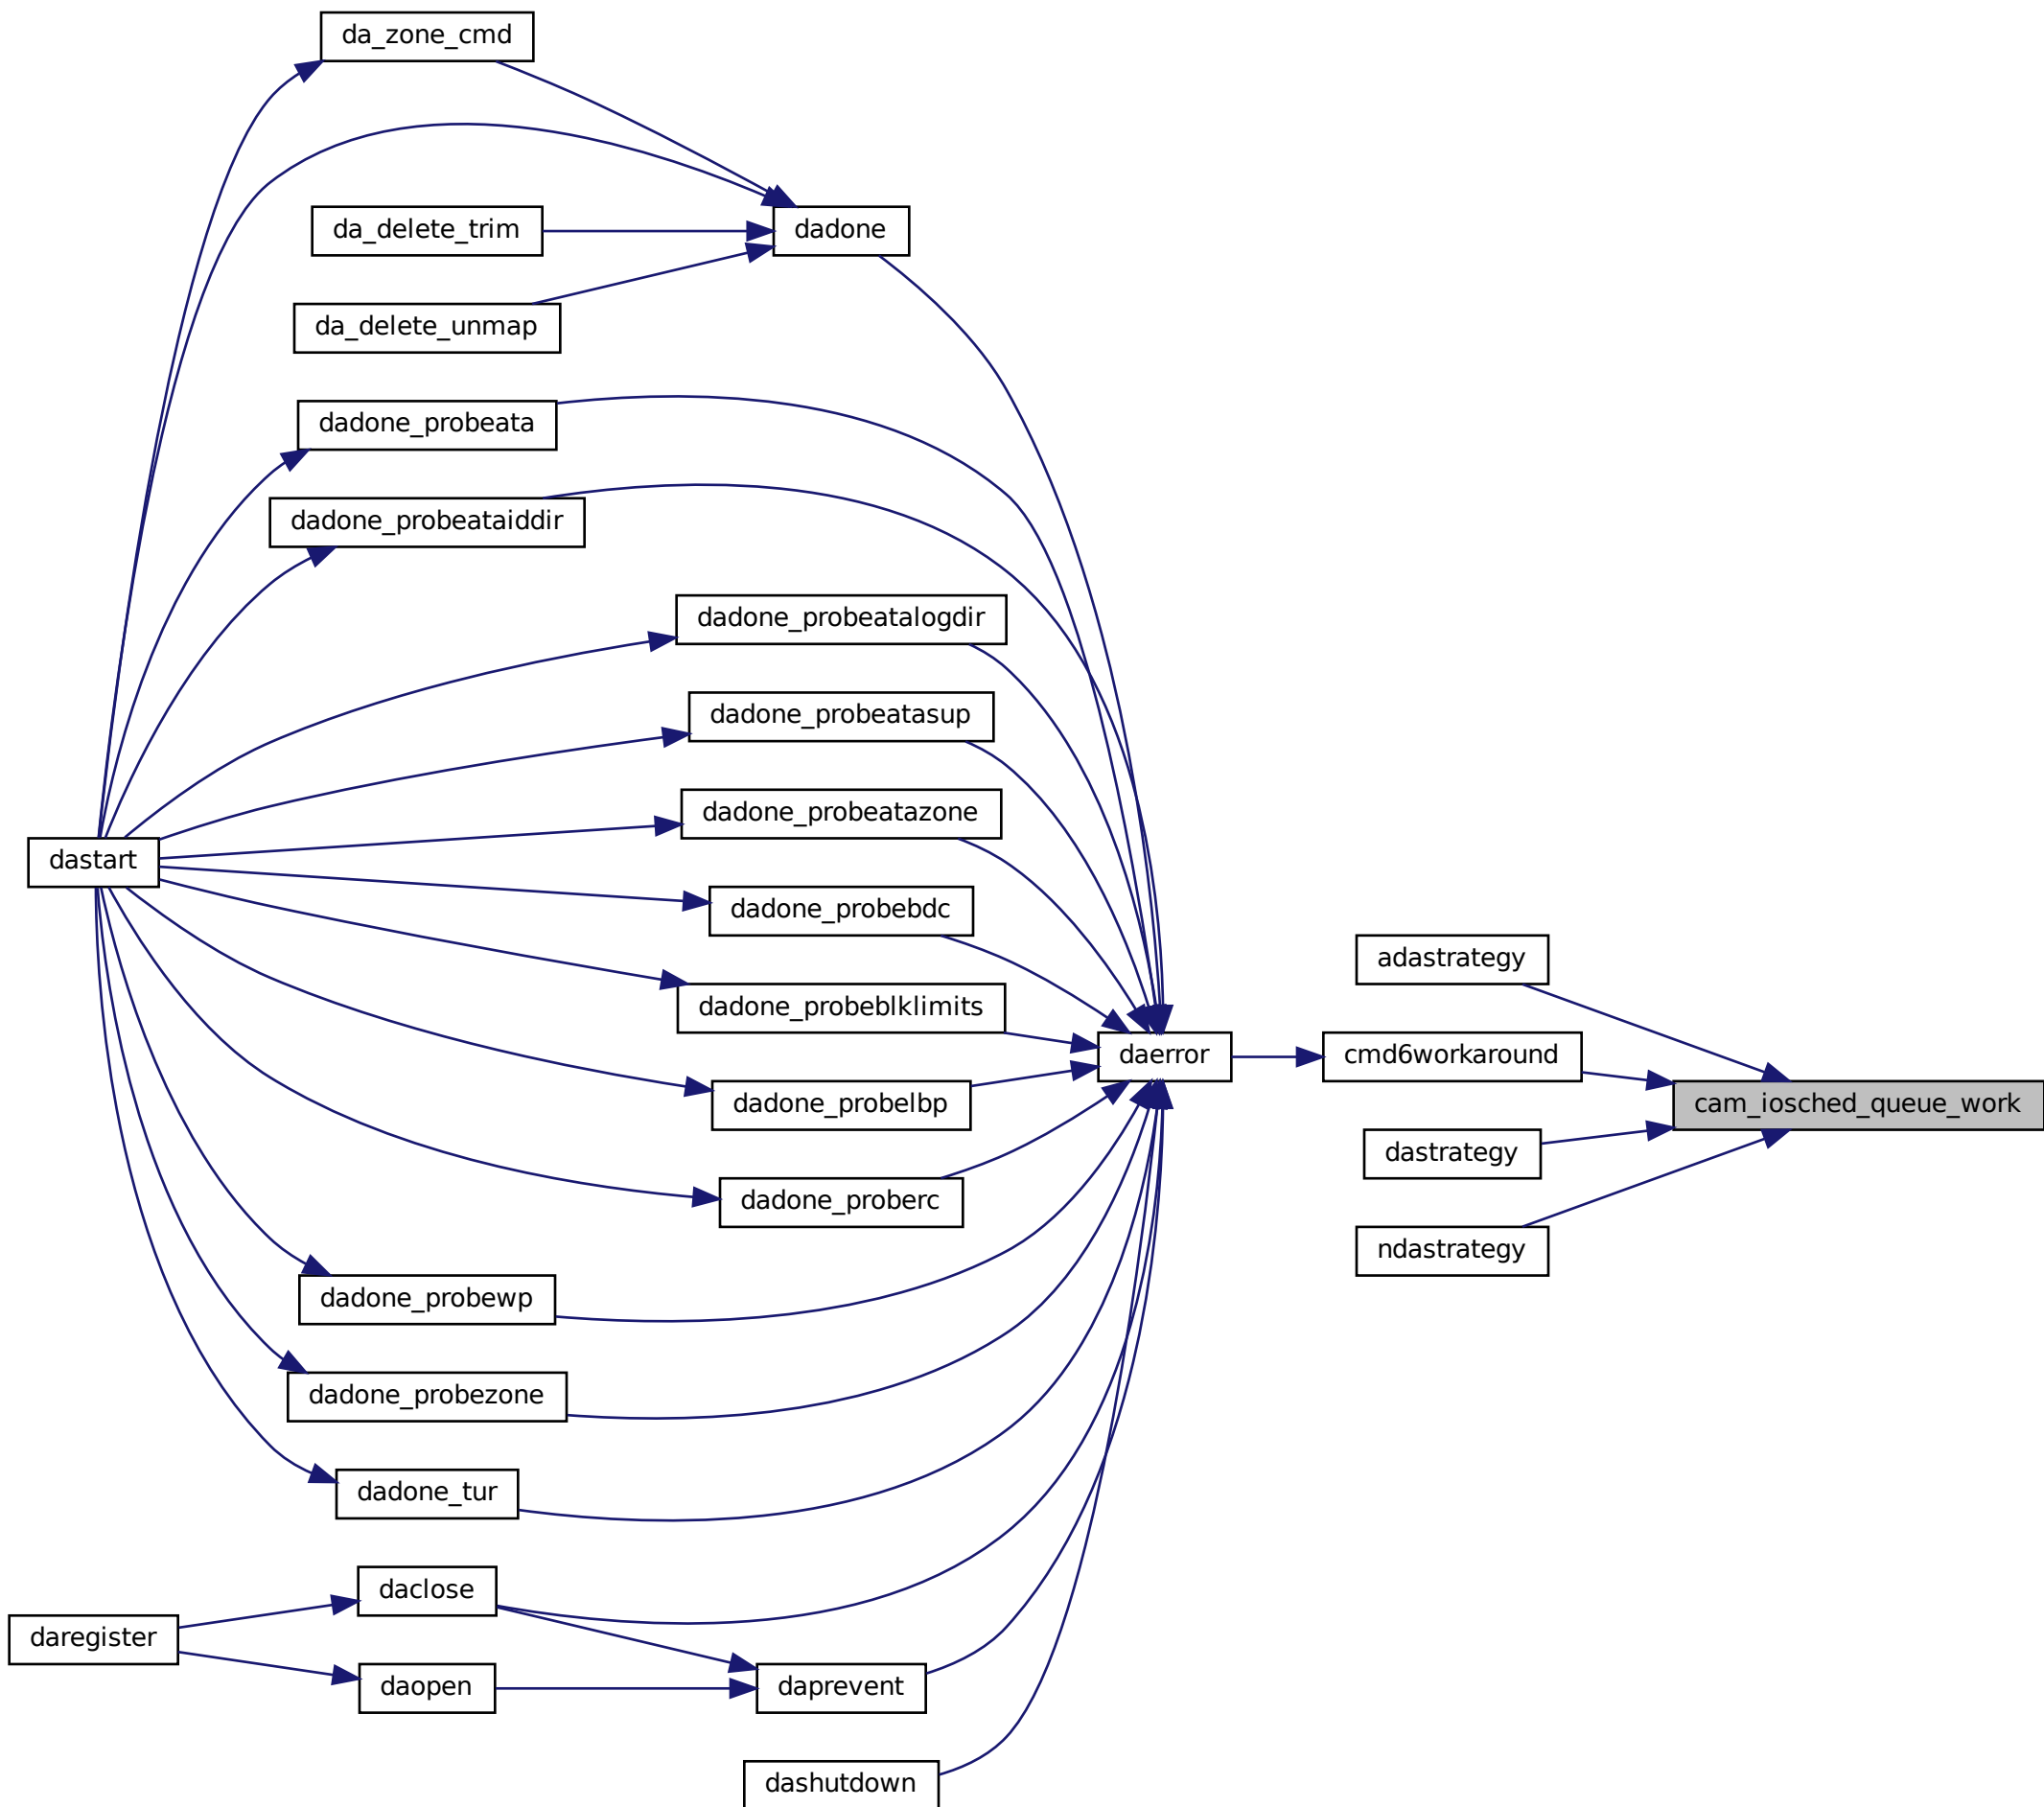 da_zone_cmd
da_delete_trim
dadone
da_delete_unmap
dadone_probeata
dadone_probeataiddir
dadone_probeatalogdir
dadone_probeatasup
dadone_probeatazone
dastart
dadone_probebdc
adastrategy
dadone_probeblklimits
daerror
cmd6workaround
dadone_probelbp
cam_iosched_queue_work
dastrategy
dadone_proberc
ndastrategy
dadone_probewp
dadone_probezone
dadone_tur
daclose
daregister
daopen
daprevent
dashutdown